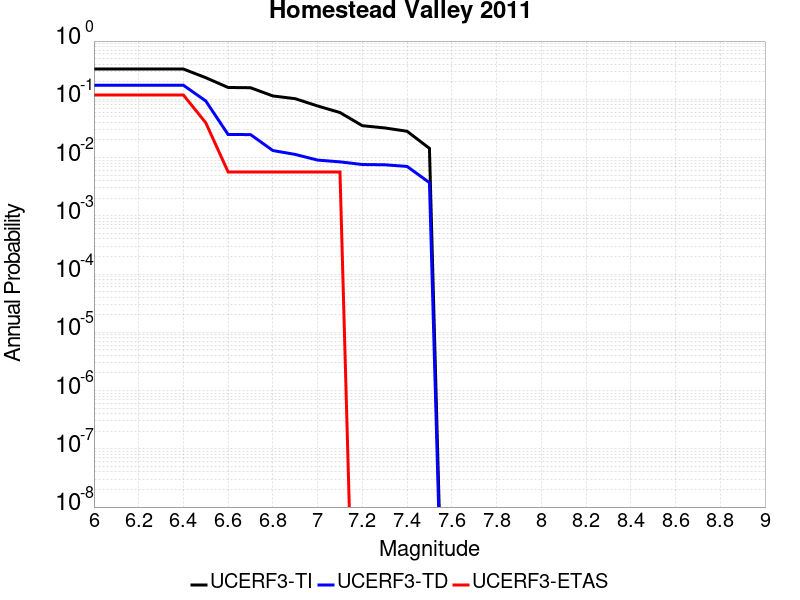 Homestead Valley 2011
10^0
10^-1
10^-2
10^-3
10^-4
10^-5
10^-6
10^-7
10^-8
Annual Probability
6 6.2 6.4 6.6 6.8 7 7.2 7.4 7.6 7.8 8 8.2 8.4 8.6 8.8 9
Magnitude
UCERF3-TI UCERF3-TD UCERF3-ETAS